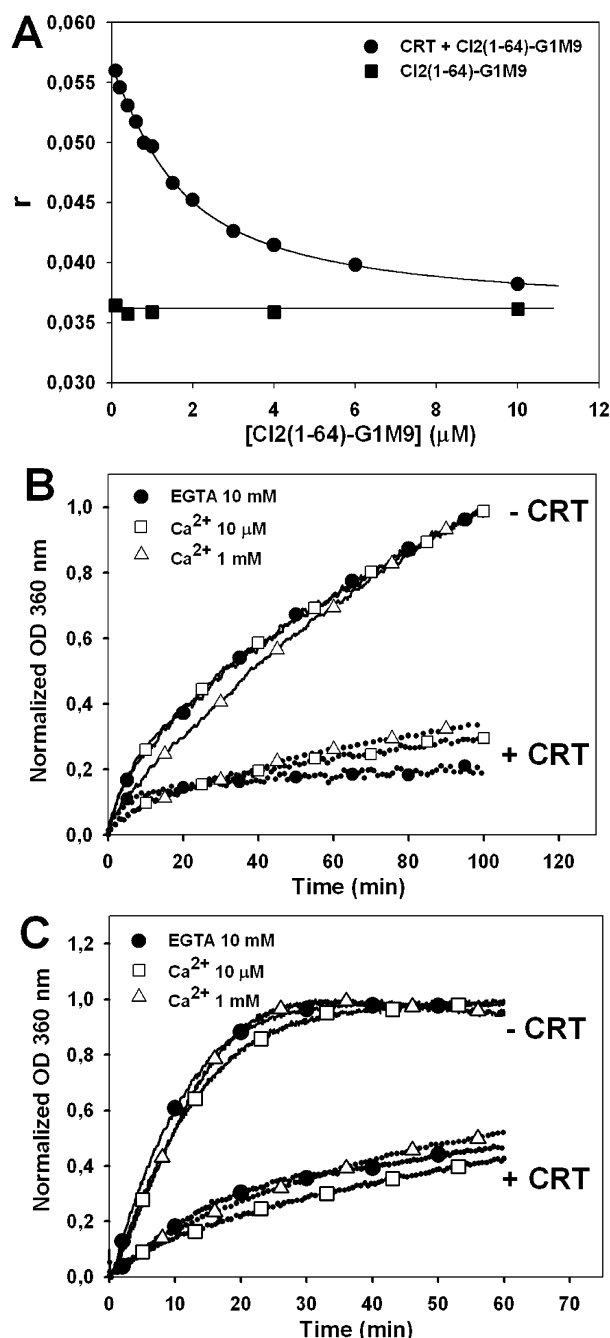 A
CRT + CI2(1-64)-G1M9
CI2(1-64)-G1M9
0,060
0,055
0,050
0,045
0,040
0,035
0,030
r
0 2 4 6 8 10
[CI2(1-64)-G1M9] (μM)
B
EGTA 10 mM
Ca2+ 10 μM
Ca2+ 1 mM
- CRT
+ CRT
1,0
0,8
0,6
0,4
0,2
0,0
Normalized OD 360 nm
0 20 40 60 80 100 120
Time (min)
C
EGTA 10 mM
Ca2+ 10 μM
Ca2+ 1 mM
- CRT
+ CRT
1,2
1,0
0,8
0,6
0,4
0,2
0,0
Normalized OD 360 nm
0 10 20 30 40 50 60 70
Time (min)